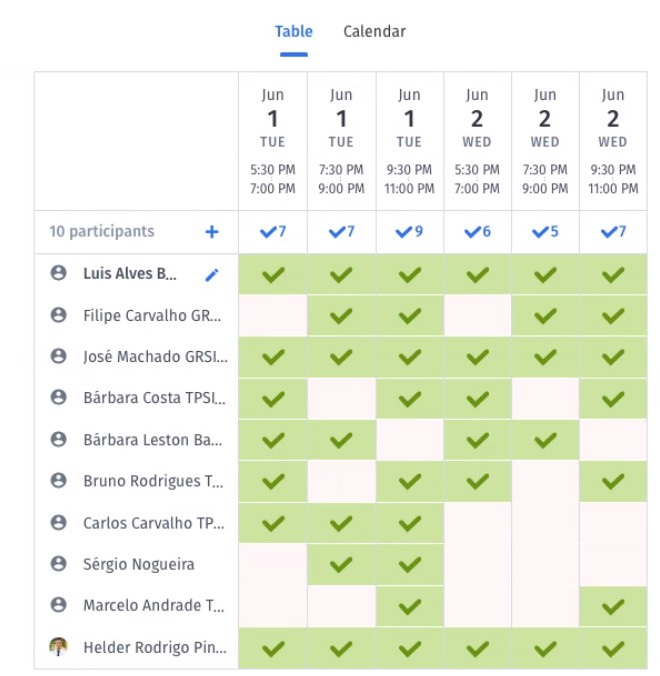 Table Calendar
Jun Jun Jun Jun Jun Jun
1 1 1 2 2 2
TUE TUE TUE WED WED WED
5:30 PM 7:30 PM 9:30 PM 5:30 PM 7:30 PM 9:30 PM
7:00 PM 9:00 PM 11:00 PM 7:00 PM 9:00 PM 11:00 PM
10 participants + 7 7 9 6 5 7
Luis Alves B...
Filipe Carvalho GR...
José Machado GRSI...
Bárbara Costa TPSI...
Bárbara Leston Ba...
Bruno Rodrigues T...
Carlos Carvalho TP...
Sérgio Nogueira
Marcelo Andrade T...
Helder Rodrigo Pin...